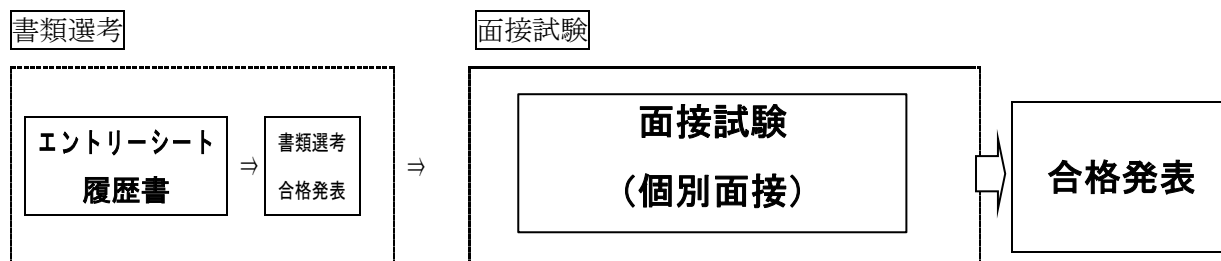 書類選考
面接試験
エントリーシート
履歴書
⇒
書類選考
合格発表
⇒
面接試験
（個別面接）
合格発表